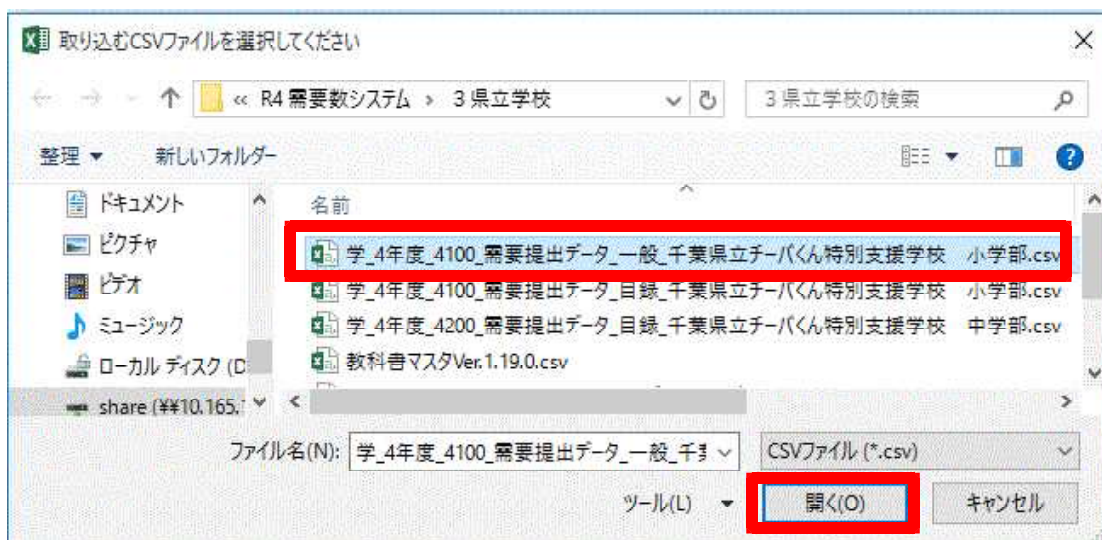 取り込むCSVファイルを選択してください
« R4 需要数システム › 3 県立学校
3 県立学校の検索
整理 ▼ 新しいフォルダー
名前
ドキュメント
ピクチャ
ビデオ
ミュージック
ローカル ディスク (D
share (¥¥10.165.
学_4年度_4100_需要提出データ_一般_千葉県立チーバくん特別支援学校 小学部.csv
学_4年度_4100_需要提出データ_目録_千葉県立チーバくん特別支援学校 小学部.csv
学_4年度_4200_需要提出データ_目録_千葉県立チーバくん特別支援学校 中学部.csv
教科書マスタVer.1.19.0.csv
ファイル名(N): 学_4年度_4100_需要提出データ_一般_千 CSVファイル (*.csv)
ツール(L) ▼ 開く(O) キャンセル